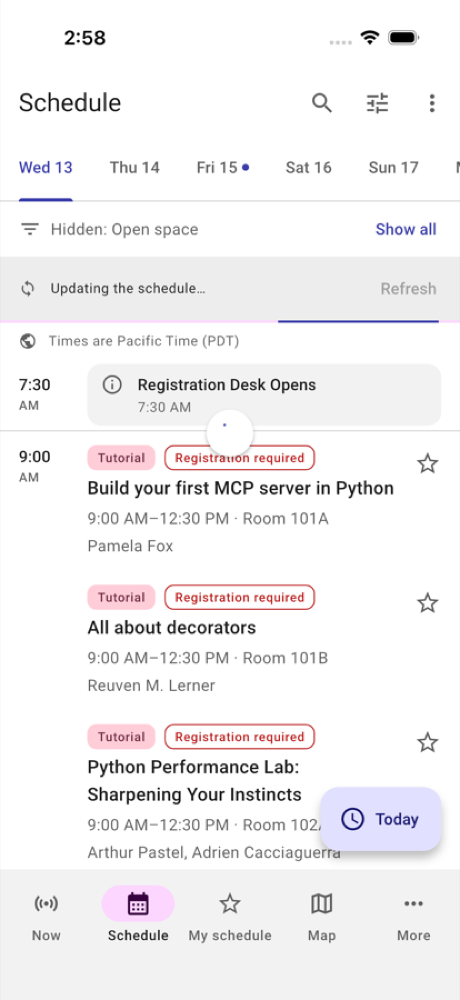 2:58
Schedule
Wed 13
Thu 14
Fri 15
Sat 16
Sun 17
Hidden: Open space
Show all
Updating the schedule…
Refresh
Times are Pacific Time (PDT)
7:30
AM
Registration Desk Opens
7:30 AM
9:00
AM
Tutorial
Registration required
Build your first MCP server in Python
9:00 AM–12:30 PM · Room 101A
Pamela Fox
Tutorial
Registration required
All about decorators
9:00 AM–12:30 PM · Room 101B
Reuven M. Lerner
Tutorial
Registration required
Python Performance Lab:
Sharpening Your Instincts
9:00 AM–12:30 PM · Room 102
Arthur Pastel, Adrien Cacciaguerra
Today
Now
Schedule
My schedule
Map
More